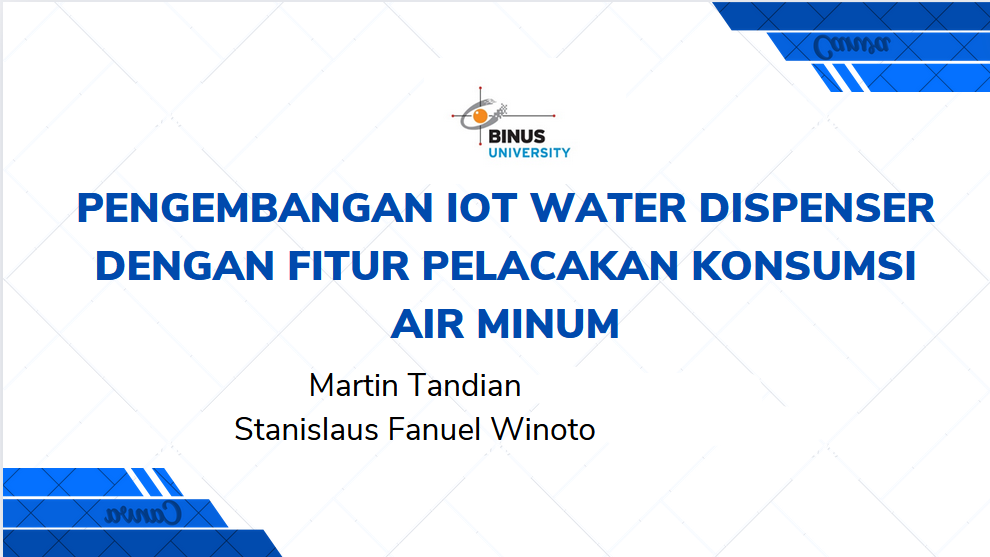 Canva
BINUS
UNIVERSITY
PENGEMBANGAN IOT WATER DISPENSER
DENGAN FITUR PELACAKAN KONSUMSI
AIR MINUM
Martin Tandian
Stanislaus Fanuel Winoto
Canva